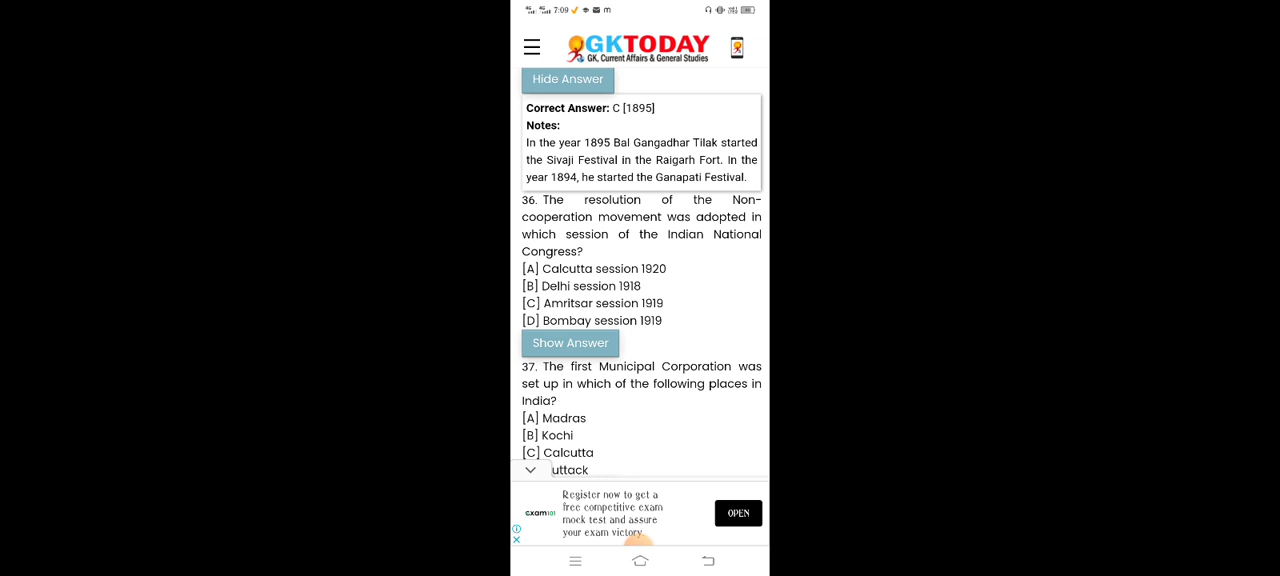 7:09
GKTODAY
GK, Current Affairs & General Studies
Hide Answer
Correct Answer: C [1895]
Notes:
In the year 1895 Bal Gangadhar Tilak started
the Sivaji Festival in the Raigarh Fort. In the
year 1894, he started the Ganapati Festival.
36. The resolution of the Non-
cooperation movement was adopted in
which session of the Indian National
Congress?
[A] Calcutta session 1920
[B] Delhi session 1918
[C] Amritsar session 1919
[D] Bombay session 1919
Show Answer
37. The first Municipal Corporation was
set up in which of the following places in
India?
[A] Madras
[B] Kochi
[C] Calcutta
uttack
Register now to get a
free competitive exam
mock test and assure
your exam victory.
exam101
OPEN